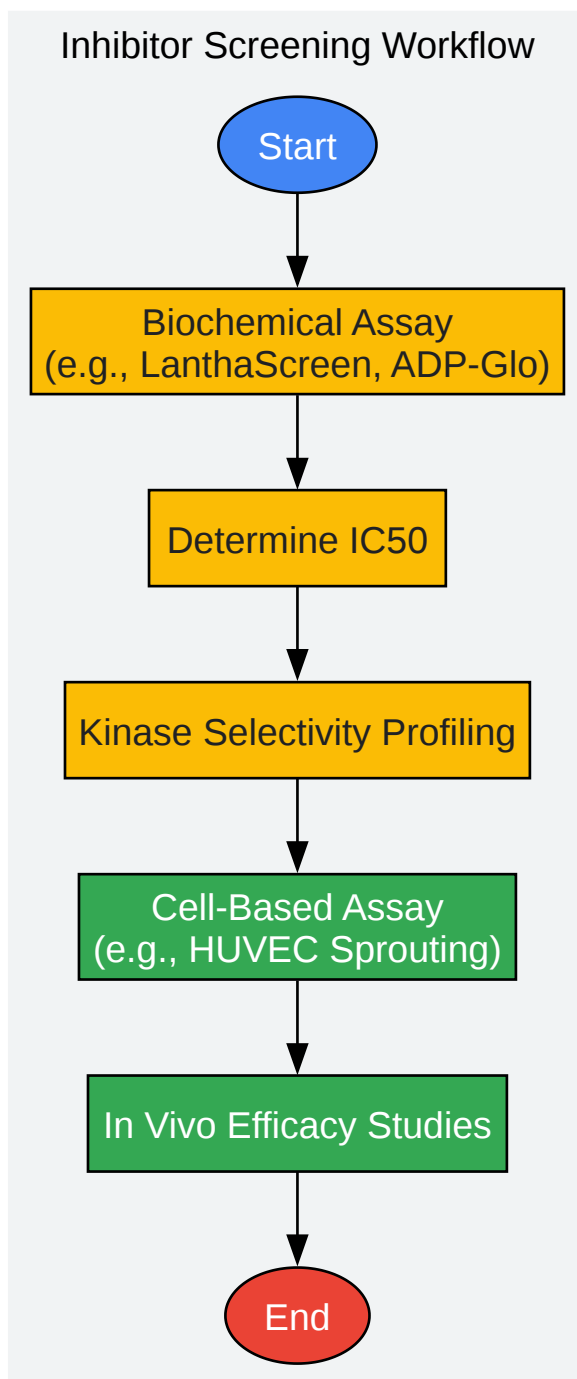 Inhibitor Screening Workflow
Start
Biochemical Assay
(e.g., LanthaScreen, ADP-Glo)
Determine IC50
Kinase Selectivity Profiling
Cell-Based Assay
(e.g., HUVEC Sprouting)
In Vivo Efficacy Studies
End